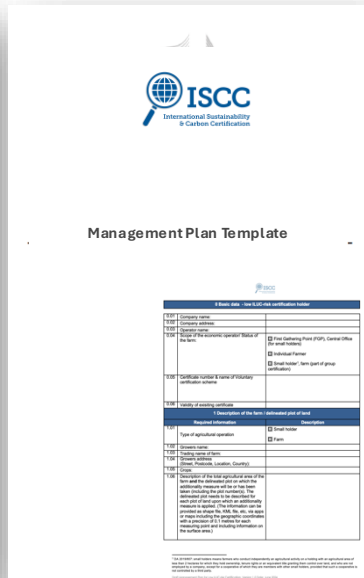 ISCC
International Sustainability
& Carbon Certification
Management Plan Template
ISCC
0 Basic data - low ILUC-risk certification holder
0.01 Company name:
0.02 Company address:
0.03 Operator name:
0.04 Scope of the economic operator/ Status of
the farm:
First Gathering Point (FGP), Central Office
(for small holders)
Individual Farmer
Small holder¹, farm (part of group
certification)
0.05 Certificate number & name of Voluntary
certification scheme
0.06 Validity of existing certificate
1 Description of the farm / delineated plot of land
Required information Description
1.01 Type of agricultural operation
Small holder
Farm
1.02 Growers name:
1.03 Trading name of farm:
1.04 Growers address
(Street, Postcode, Location, Country):
1.05 Crops:
1.06 Description of the total agricultural area of the
farm and the delineated plot on which the
additionality measure will be or has been
taken (including the plot number(s). The
delineated plot needs to be described for
each plot of land upon which an additionality
measure is applied. (The information can be
provided as shape file, KML file, etc. via apps
or maps including the geographic coordinates
with a precision of 0.1 metres for each
measuring point and including information on
the surface area).